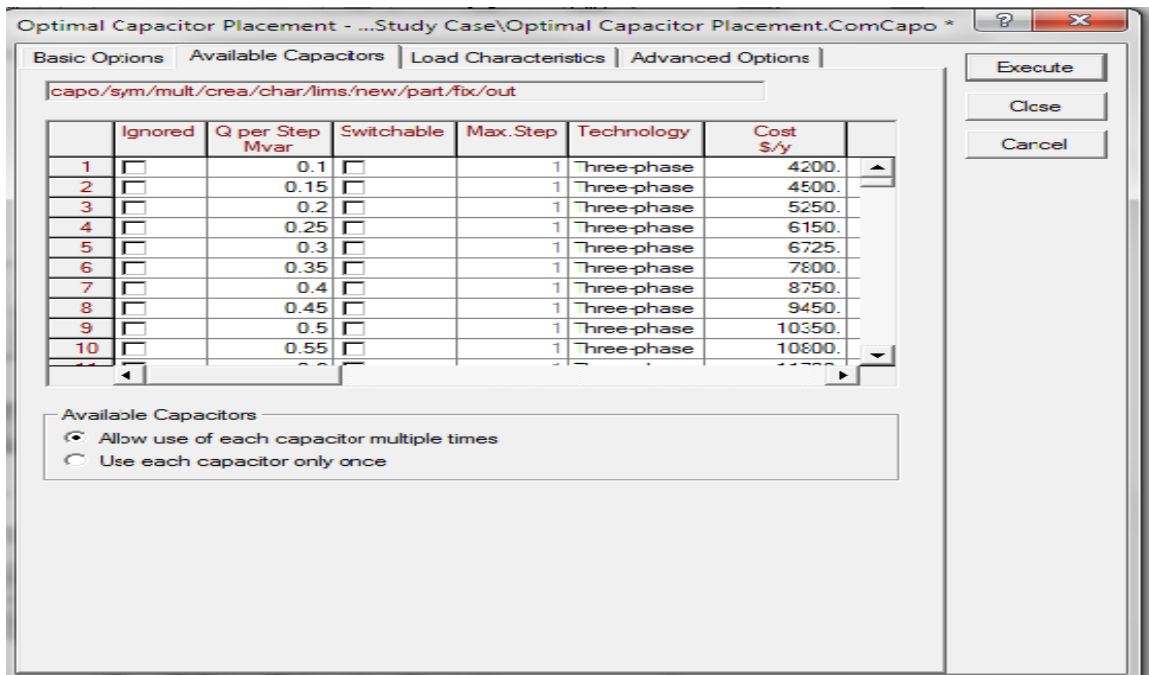 Optimal Capacitor Placement - ...Study Case\Optimal Capacitor Placement.ComCapo *
Basic Options Available Capacitors Load Characteristics Advanced Options
Execute
Close
Cancel
capo/sym/mult/crea/char/lims/new/part/fix/out
Ignored Q per Step Mvar Switchable Max.Step Technology Cost $/y
1 0.1 1 Three-phase 4200.
2 0.15 1 Three-phase 4500.
3 0.2 1 Three-phase 5250.
4 0.25 1 Three-phase 6150.
5 0.3 1 Three-phase 6725.
6 0.35 1 Three-phase 7800.
7 0.4 1 Three-phase 8750.
8 0.45 1 Three-phase 9450.
9 0.5 1 Three-phase 10350.
10 0.55 1 Three-phase 10800.
Available Capacitors
Allow use of each capacitor multiple times
Use each capacitor only once